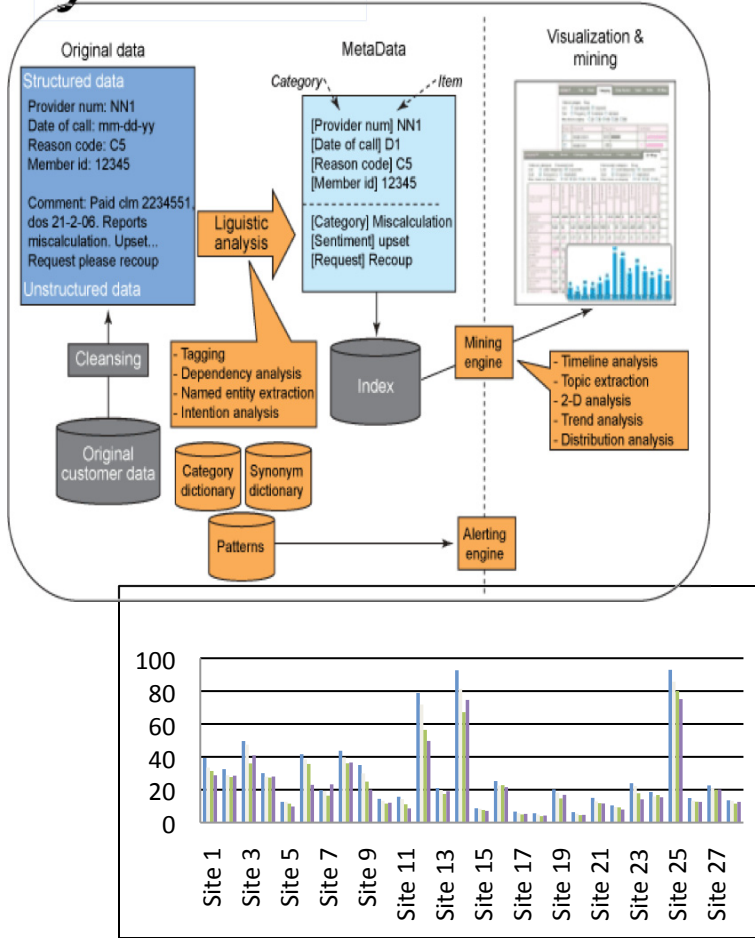 Original data
MetaData
Visualization &
mining
Structured data
Provider num: NN1
Date of call: mm-dd-yy
Reason code: C5
Member id: 12345
Comment: Paid clm 2234551,
dos 21-2-06. Reports
miscalculation. Upset...
Request please recoup
Unstructured data
Category
Item
[Provider num] NN1
[Date of call] D1
[Reason code] C5
[Member id] 12345
[Category] Miscalculation
[Sentiment] upset
[Request] Recoup
Liguistic
analysis
Cleansing
- Tagging
- Dependency analysis
- Named entity extraction
- Intention analysis
Index
Mining
engine
- Timeline analysis
- Topic extraction
- 2-D analysis
- Trend analysis
- Distribution analysis
Original
customer data
Category
dictionary
Synonym
dictionary
Patterns
Alerting
engine
100
80
60
40
20
0
Site 1
Site 3
Site 5
Site 7
Site 9
Site 11
Site 13
Site 15
Site 17
Site 19
Site 21
Site 23
Site 25
Site 27